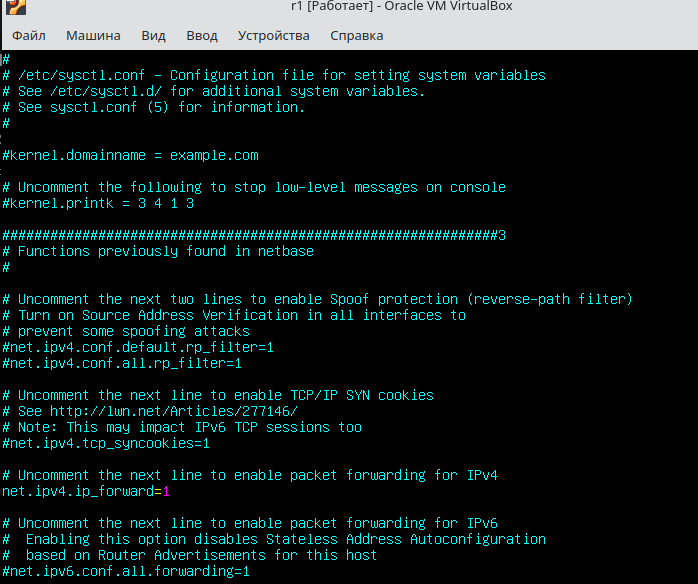 r1 [Работает] - Oracle VM VirtualBox
Файл Машина Вид Ввод Устройства Справка
#
# /etc/sysctl.conf - Configuration file for setting system variables
# See /etc/sysctl.d/ for additional system variables.
# See sysctl.conf (5) for information.
#
#kernel.domainname = example.com
# Uncomment the following to stop low-level messages on console
#kernel.printk = 3 4 1 3
##############################################################3
# Functions previously found in netbase
#
# Uncomment the next two lines to enable Spoof protection (reverse-path filter)
# Turn on Source Address Verification in all interfaces to
# prevent some spoofing attacks
#net.ipv4.conf.default.rp_filter=1
#net.ipv4.conf.all.rp_filter=1
# Uncomment the next line to enable TCP/IP SYN cookies
# See http://lwn.net/Articles/277146/
# Note: This may impact IPv6 TCP sessions too
#net.ipv4.tcp_syncookies=1
# Uncomment the next line to enable packet forwarding for IPv4
net.ipv4.ip_forward=1
# Uncomment the next line to enable packet forwarding for IPv6
#  Enabling this option disables Stateless Address Autoconfiguration
#  based on Router Advertisements for this host
#net.ipv6.conf.all.forwarding=1